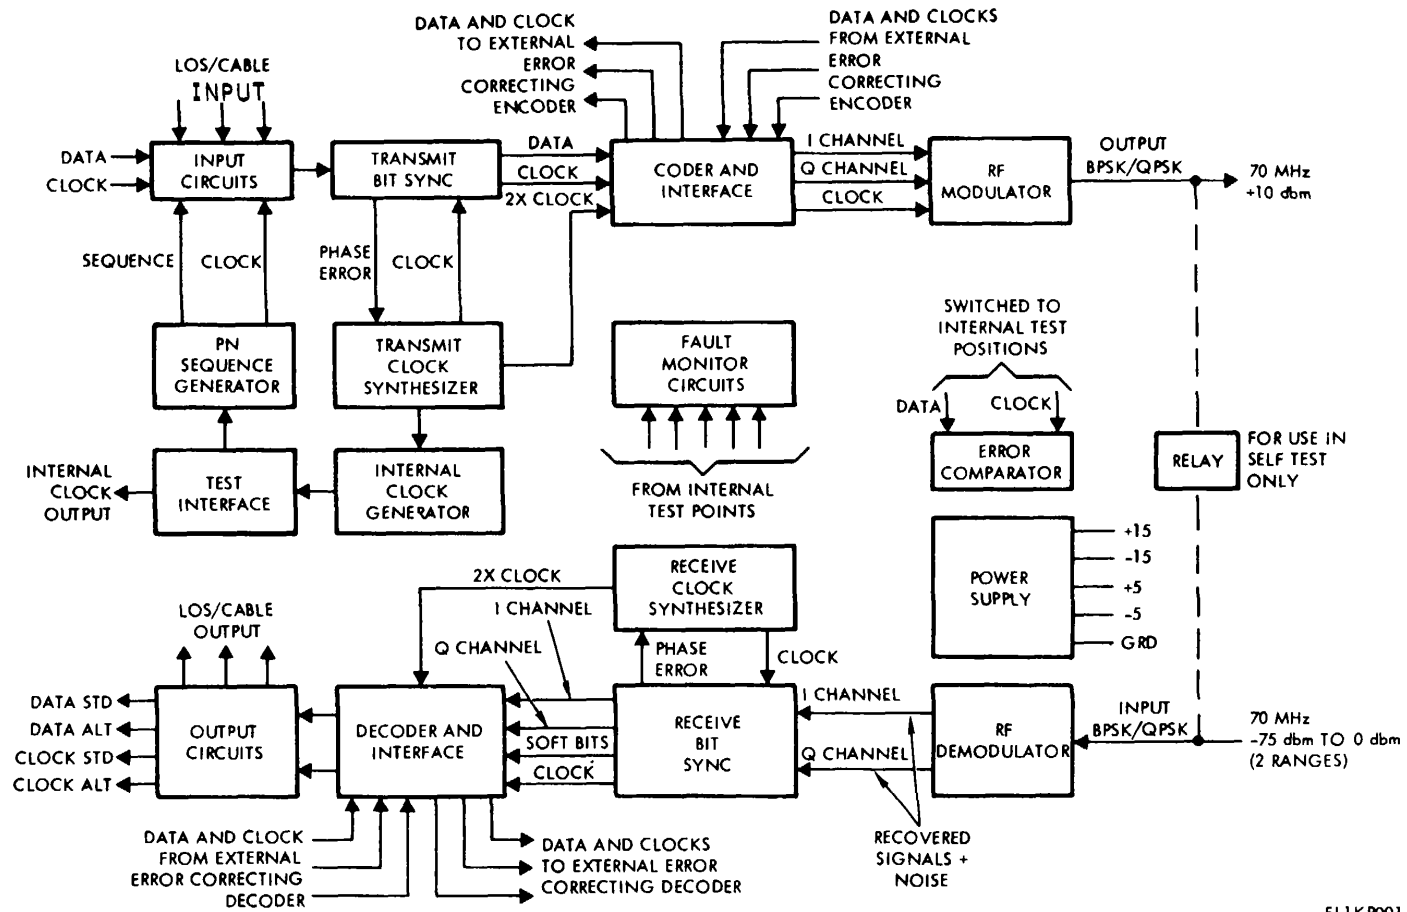 DATA AND CLOCK
TO EXTERNAL
ERROR
CORRECTING
ENCODER
DATA AND CLOCKS
FROM EXTERNAL
ERROR
CORRECTING
ENCODER
LOS/CABLE
INPUT
DATA
CLOCK
INPUT
CIRCUITS
TRANSMIT
BIT SYNC
DATA
CLOCK
2X CLOCK
CODER AND
INTERFACE
I CHANNEL
Q CHANNEL
CLOCK
RF
MODULATOR
OUTPUT
BPSK/QPSK
70 MHz
+10 dbm
SEQUENCE
CLOCK
PHASE
ERROR
CLOCK
PN
SEQUENCE
GENERATOR
TRANSMIT
CLOCK
SYNTHESIZER
FAULT
MONITOR
CIRCUITS
SWITCHED TO
INTERNAL TEST
POSITIONS
DATA
CLOCK
ERROR
COMPARATOR
RELAY
FOR USE IN
SELF TEST
ONLY
INTERNAL
CLOCK
OUTPUT
TEST
INTERFACE
INTERNAL
CLOCK
GENERATOR
FROM INTERNAL
TEST POINTS
POWER
SUPPLY
+15
-15
+5
-5
GRD
2X CLOCK
RECEIVE
CLOCK
SYNTHESIZER
I CHANNEL
Q CHANNEL
PHASE
ERROR
CLOCK
LOS/CABLE
OUTPUT
DATA STD
DATA ALT
CLOCK STD
CLOCK ALT
OUTPUT
CIRCUITS
DECODER AND
INTERFACE
SOFT BITS
CLOCK
RECEIVE
BIT
SYNC
I CHANNEL
Q CHANNEL
RF
DEMODULATOR
INPUT
BPSK/QPSK
70 MHz
-75 dbm TO 0 dbm
(2 RANGES)
DATA AND CLOCK
FROM EXTERNAL
ERROR CORRECTING
DECODER
DATA AND CLOCKS
TO EXTERNAL ERROR
CORRECTING DECODER
RECOVERED
SIGNALS +
NOISE